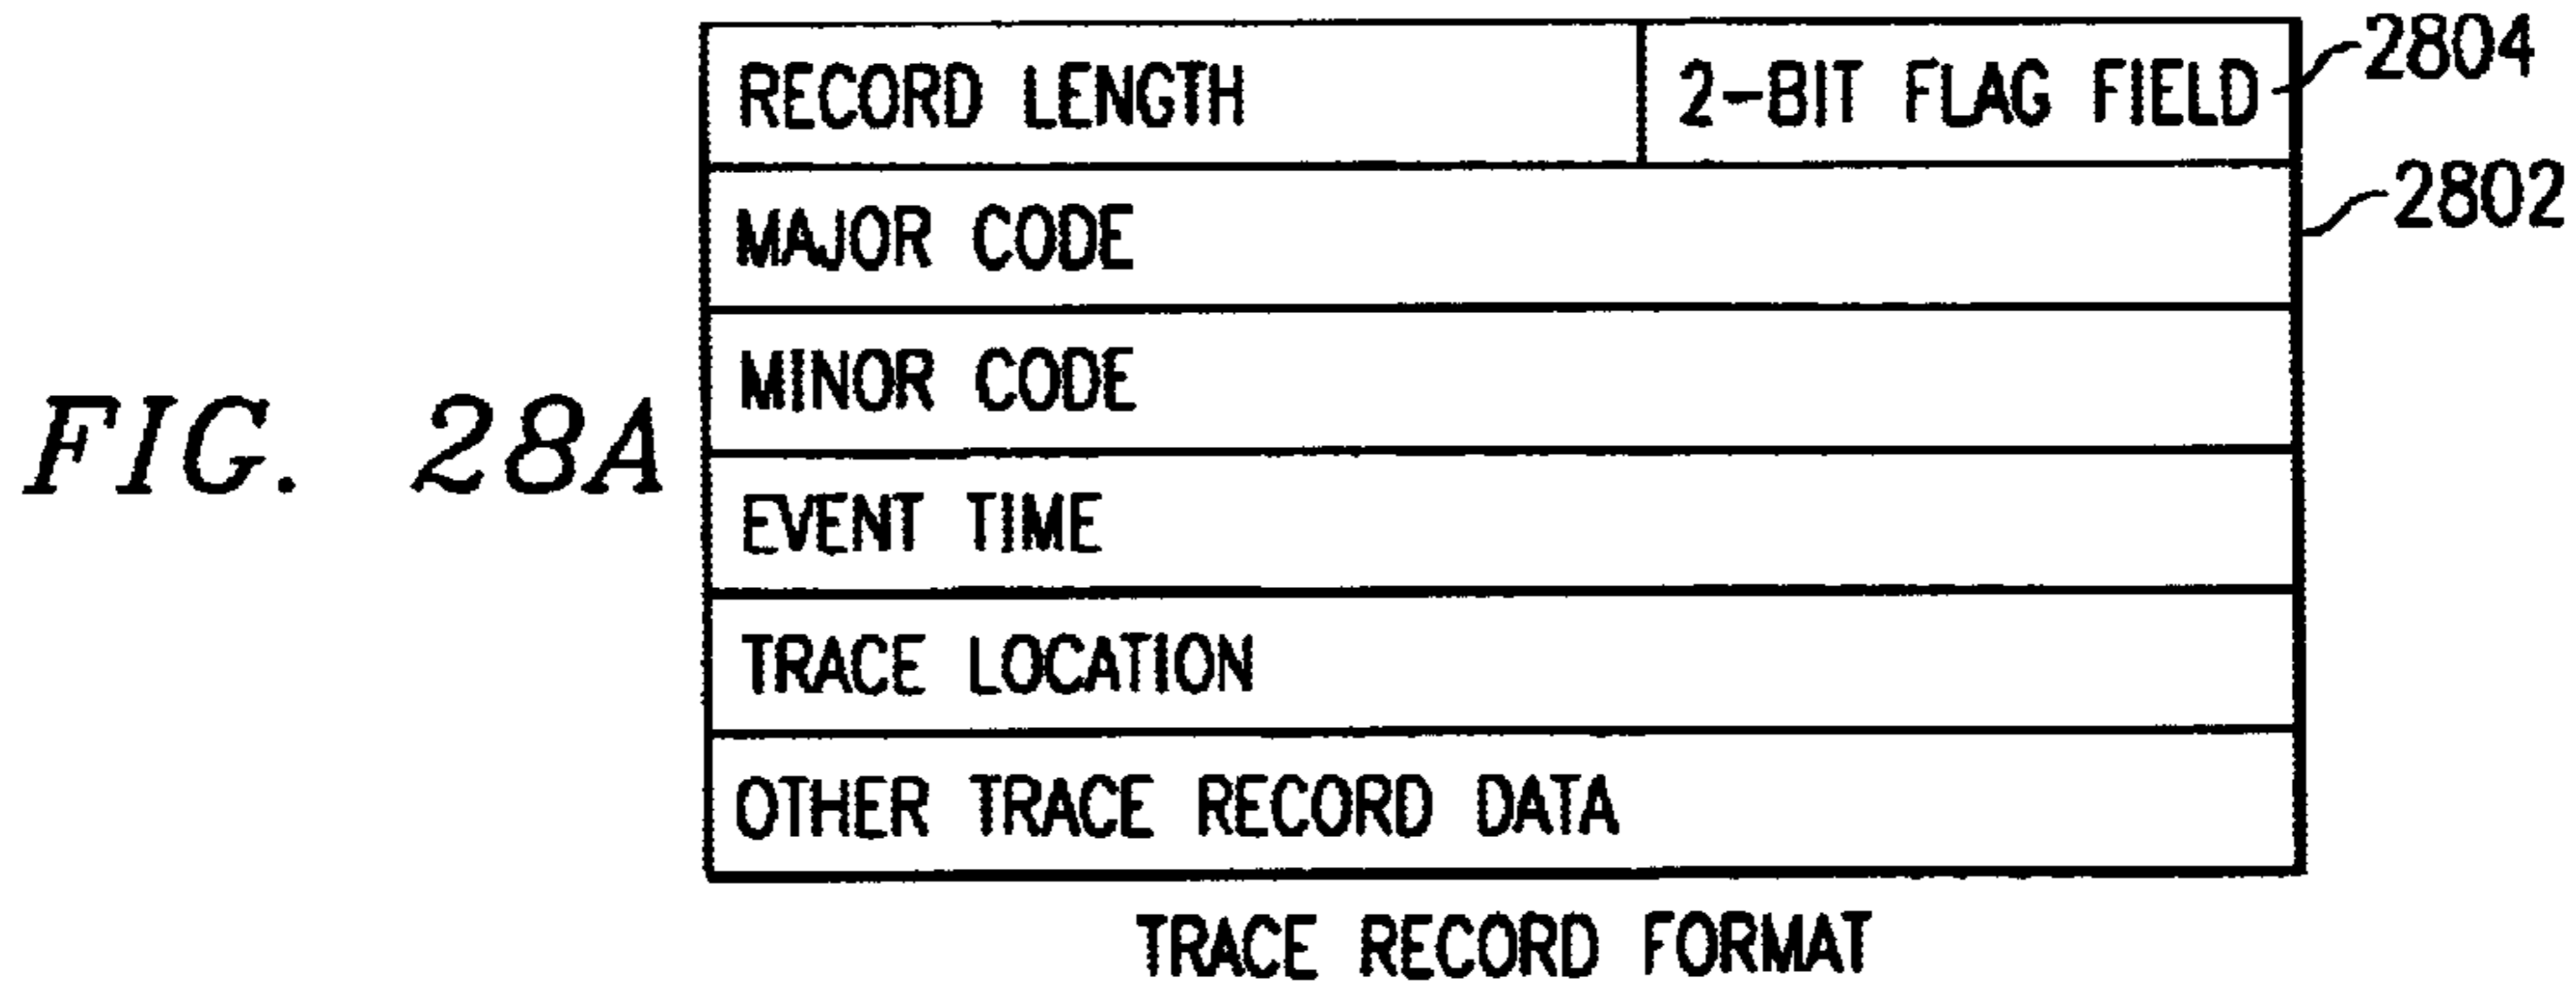 RECORD LENGTH 2-BIT FLAG FIELD 2804
MAJOR CODE 2802
MINOR CODE
FIG. 28A
EVENT TIME
TRACE LOCATION
OTHER TRACE RECORD DATA
TRACE RECORD FORMAT